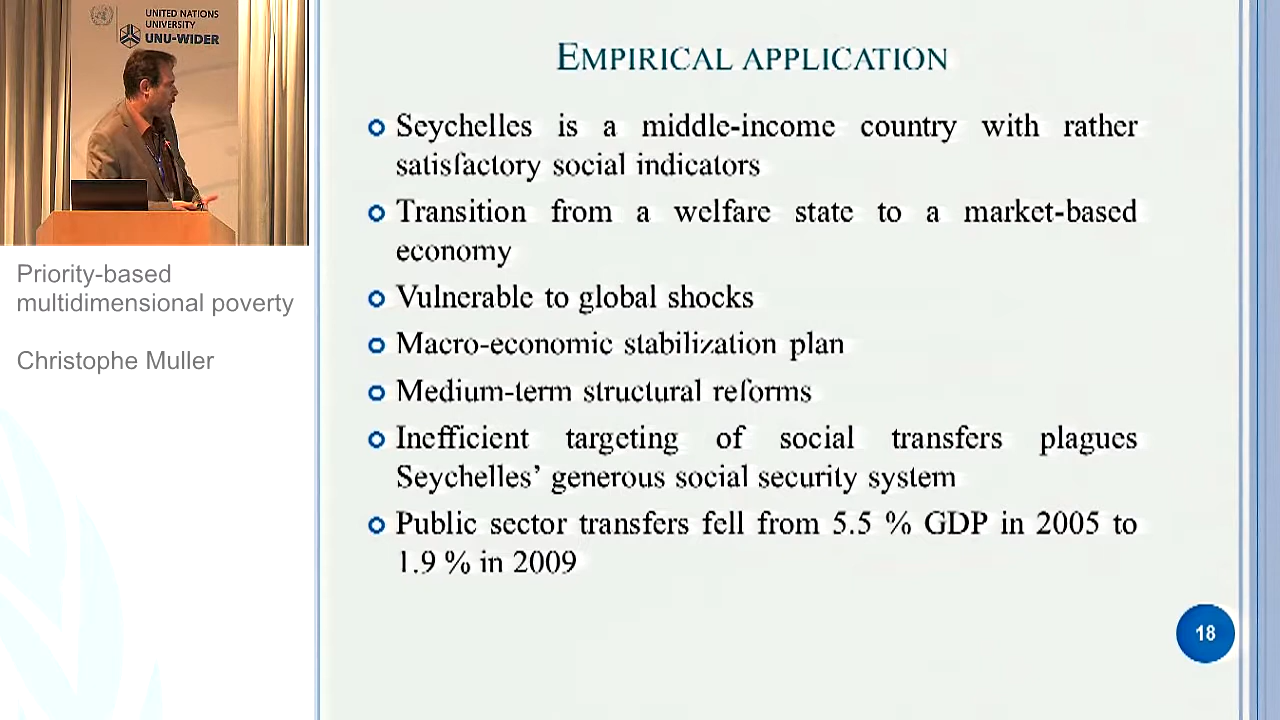 UNITED NATIONS
UNIVERSITY
UNU-WIDER
Priority-based
multidimensional poverty
Christophe Muller
EMPIRICAL APPLICATION
Seychelles is a middle-income country with rather
satisfactory social indicators
Transition from a welfare state to a market-based
economy
Vulnerable to global shocks
Macro-economic stabilization plan
Medium-term structural reforms
Inefficient targeting of social transfers plagues
Seychelles’ generous social security system
Public sector transfers fell from 5.5 % GDP in 2005 to
1.9 % in 2009
18